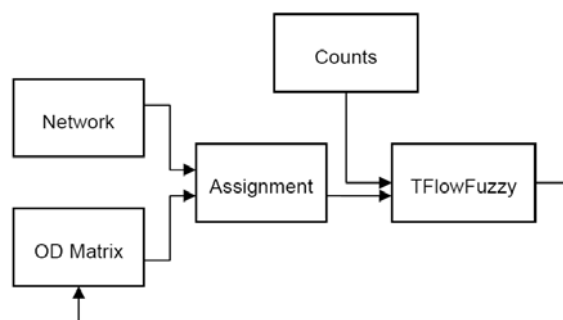 Counts
Network
Assignment
TFlowFuzzy
OD Matrix